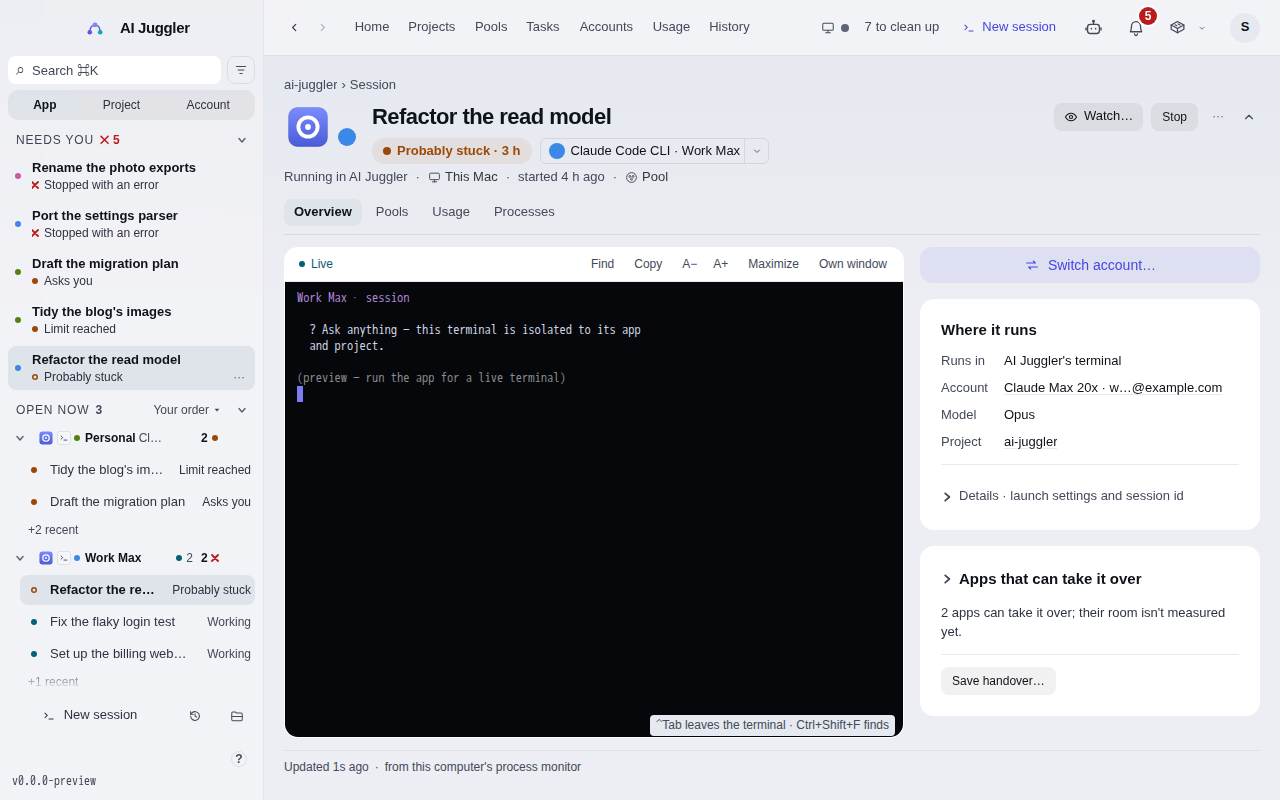 AI Juggler
Search ⌘K
App Project Account
NEEDS YOU 5
Rename the photo exports
Stopped with an error
Port the settings parser
Stopped with an error
Draft the migration plan
Asks you
Tidy the blog's images
Limit reached
Refactor the read model
Probably stuck ···
OPEN NOW 3 Your order
Personal Cl… 2
Tidy the blog's im… Limit reached
Draft the migration plan Asks you
+2 recent
Work Max 2 2
Refactor the re… Probably stuck
Fix the flaky login test Working
Set up the billing web… Working
+1 recent
New session
?
v0.0.0-preview
Home Projects Pools Tasks Accounts Usage History
7 to clean up New session 5 S
ai-juggler › Session
Refactor the read model
Watch… Stop ···
Probably stuck · 3 h Claude Code CLI · Work Max
Running in AI Juggler · This Mac · started 4 h ago · Pool
Overview Pools Usage Processes
Live Find Copy A− A+ Maximize Own window
Work Max · session
? Ask anything — this terminal is isolated to its app
and project.
(preview — run the app for a live terminal)
^Tab leaves the terminal · Ctrl+Shift+F finds
Switch account…
Where it runs
Runs in AI Juggler's terminal
Account Claude Max 20x · w…@example.com
Model Opus
Project ai-juggler
Details · launch settings and session id
Apps that can take it over
2 apps can take it over; their room isn't measured
yet.
Save handover…
Updated 1s ago · from this computer's process monitor